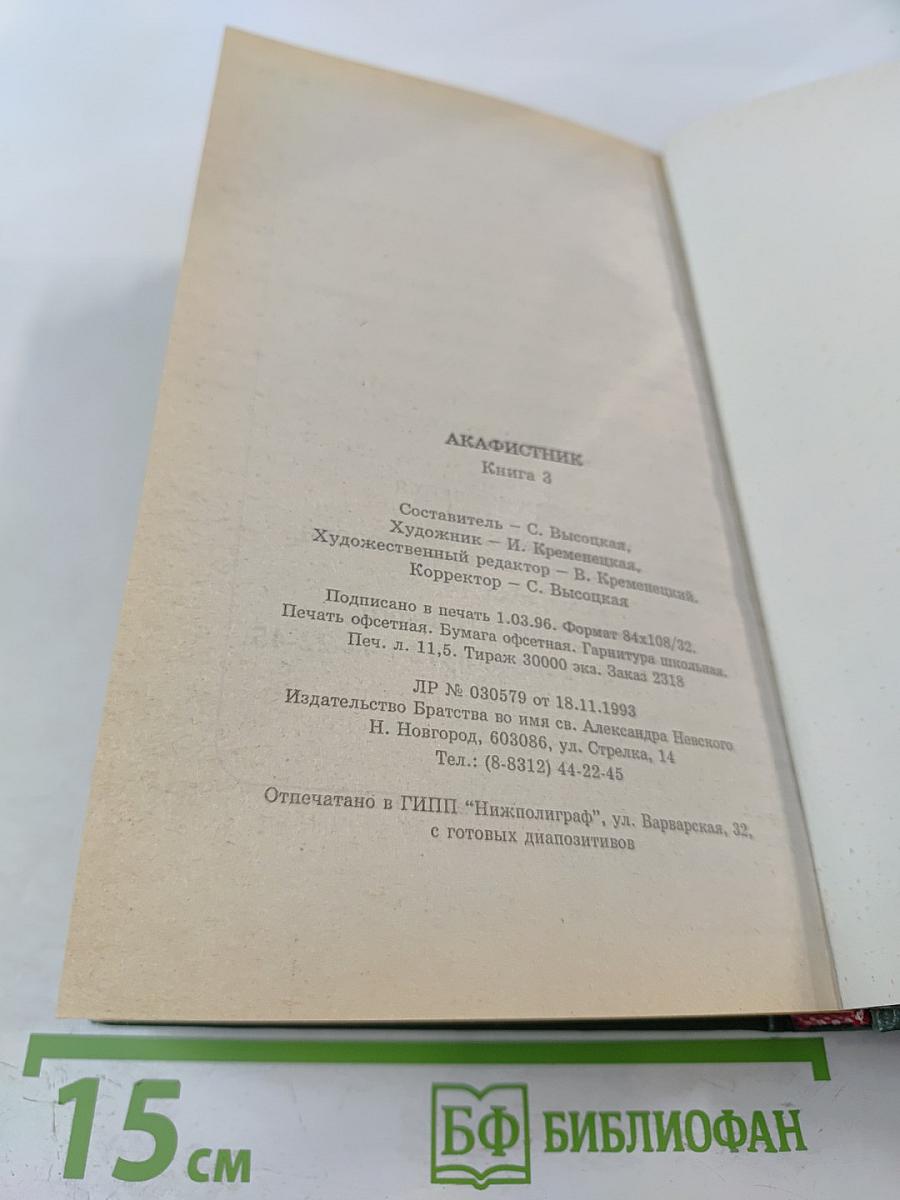 АКАФИСТНИК
Книга 3
Составитель – С. Высоцкая,
Художник – И. Кременецкая,
Художественный редактор – В. Кременецкий.
Корректор – С. Высоцкая
Подписано в печать 1.03.96. Формат 84х108/32.
Печать офсетная. Бумага офсетная. Гарнитура школьная.
Печ. л. 11,5. Тираж 30000 экз. Заказ 2318
ЛР № 030579 от 18.11.1993
Издательство Братства во имя св. Александра Невского
Н. Новгород, 603086, ул. Стрелка, 14
Тел.: (8-8312) 44-22-45
Отпечатано в ГИПП "Нижполиграф", ул. Варварская, 32,
с готовых диапозитивов
15 см
БФ БИБЛИОФАН